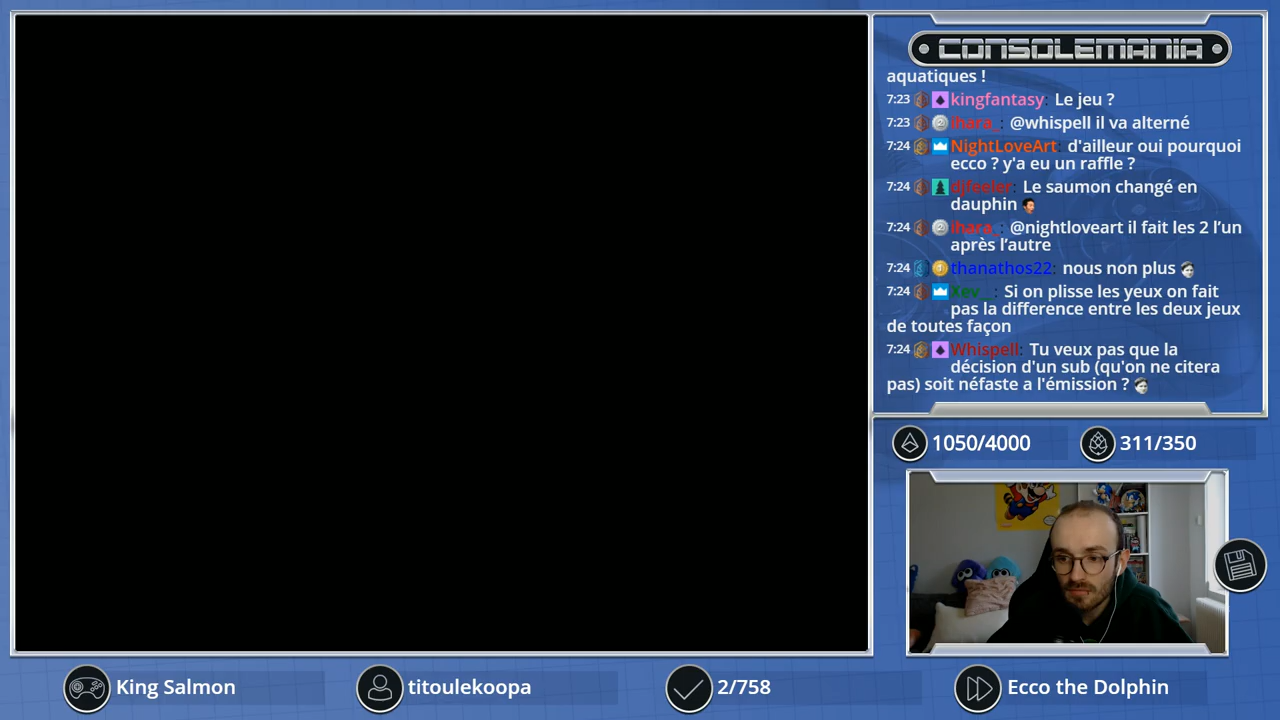 CONSOLEMANIA
aquatiques !
7:23 kingfantasy: Le jeu ?
7:23 ihara_: @whispell il va alterné
7:24 NightLoveArt: d'ailleur oui pourquoi
ecco ? y'a eu un raffle ?
7:24 djfeeler: Le saumon changé en
dauphin
7:24 ihara_: @nightloveart il fait les 2 l'un
après l'autre
7:24 thanathos22: nous non plus
7:24 Xev_: Si on plisse les yeux on fait
pas la difference entre les deux jeux
de toutes façon
7:24 Whispell: Tu veux pas que la
décision d'un sub (qu'on ne citera
pas) soit néfaste a l'émission ?
1050/4000 311/350
King Salmon titoulekoopa 2/758 Ecco the Dolphin